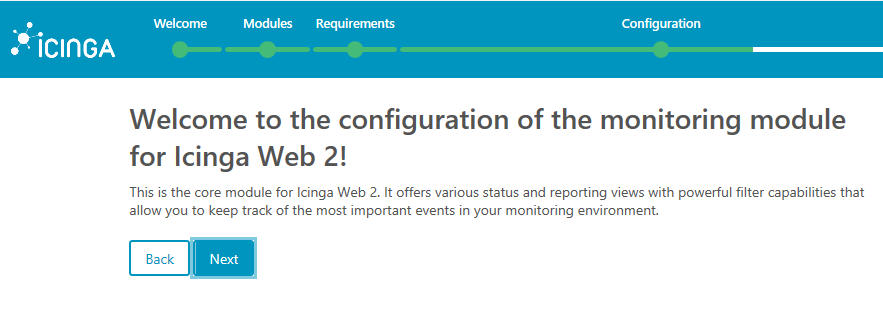 Welcome Modules Requirements Configuration
icinga
Welcome to the configuration of the monitoring module
for Icinga Web 2!
This is the core module for Icinga Web 2. It offers various status and reporting views with powerful filter capabilities that
allow you to keep track of the most important events in your monitoring environment.
Back Next